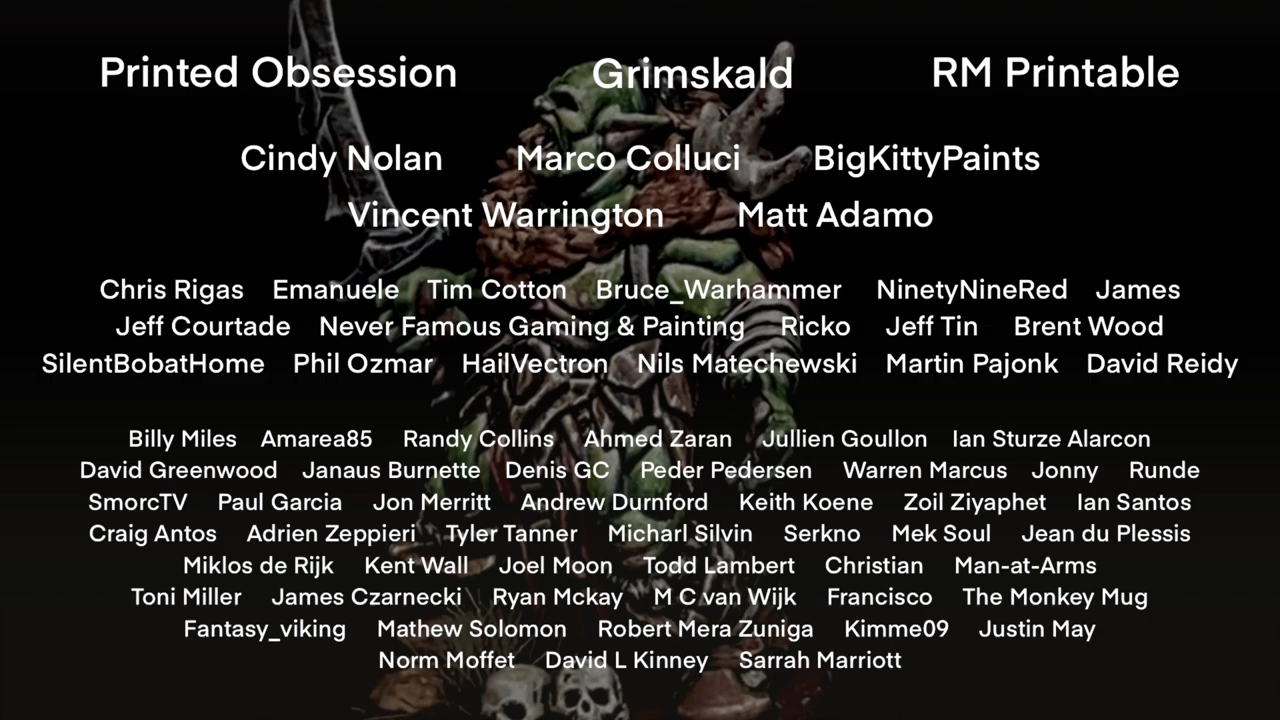 Printed Obsession Grimskald RM Printable
Cindy Nolan Marco Colluci BigKittyPaints
Vincent Warrington Matt Adamo
Chris Rigas Emanuele Tim Cotton Bruce_Warhammer NinetyNineRed James
Jeff Courtade Never Famous Gaming & Painting Ricko Jeff Tin Brent Wood
SilentBobatHome Phil Ozmar HailVectron Nils Matechewski Martin Pajonk David Reidy
Billy Miles Amarea85 Randy Collins Ahmed Zaran Jullien Goullon Ian Sturze Alarcon
David Greenwood Janaus Burnette Denis GC Peder Pedersen Warren Marcus Jonny Runde
SmorcTV Paul Garcia Jon Merritt Andrew Durnford Keith Koene Zoil Ziyaphet Ian Santos
Craig Antos Adrien Zeppieri Tyler Tanner Micharl Silvin Serkno Mek Soul Jean du Plessis
Miklos de Rijk Kent Wall Joel Moon Todd Lambert Christian Man-at-Arms
Toni Miller James Czarnecki Ryan Mckay M C van Wijk Francisco The Monkey Mug
Fantasy_viking Mathew Solomon Robert Mera Zuniga Kimme09 Justin May
Norm Moffet David L Kinney Sarrah Marriott